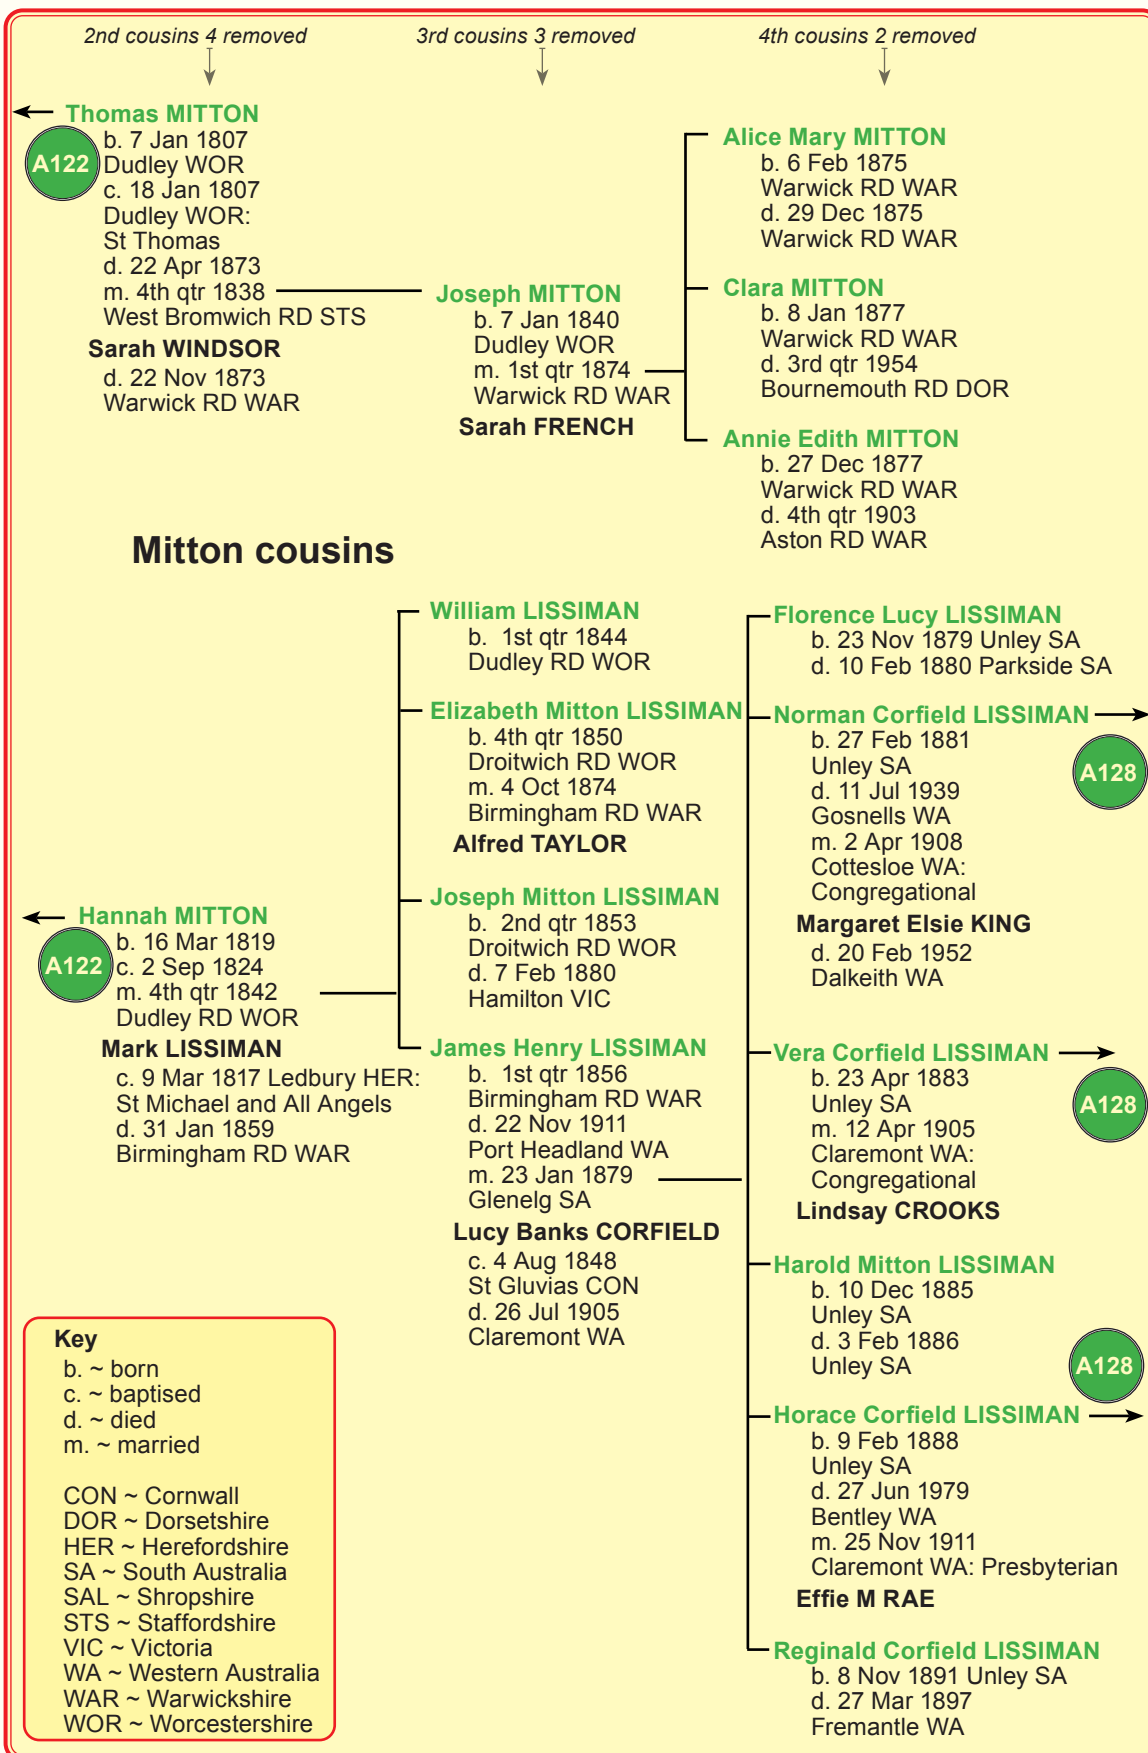 2nd cousins 4 removed
3rd cousins 3 removed
4th cousins 2 removed
Thomas MITTON
A122
b. 7 Jan 1807
Dudley WOR
c. 18 Jan 1807
Dudley WOR:
St Thomas
d. 22 Apr 1873
m. 4th qtr 1838
West Bromwich RD STS
Sarah WINDSOR
d. 22 Nov 1873
Warwick RD WAR
Joseph MITTON
b. 7 Jan 1840
Dudley WOR
m. 1st qtr 1874
Warwick RD WAR
Sarah FRENCH
Alice Mary MITTON
b. 6 Feb 1875
Warwick RD WAR
d. 29 Dec 1875
Warwick RD WAR
Clara MITTON
b. 8 Jan 1877
Warwick RD WAR
d. 3rd qtr 1954
Bournemouth RD DOR
Annie Edith MITTON
b. 27 Dec 1877
Warwick RD WAR
d. 4th qtr 1903
Aston RD WAR
Mitton cousins
Hannah MITTON
A122
b. 16 Mar 1819
c. 2 Sep 1824
m. 4th qtr 1842
Dudley RD WOR
Mark LISSIMAN
c. 9 Mar 1817 Ledbury HER:
St Michael and All Angels
d. 31 Jan 1859
Birmingham RD WAR
William LISSIMAN
b. 1st qtr 1844
Dudley RD WOR
Elizabeth Mitton LISSIMAN
b. 4th qtr 1850
Droitwich RD WOR
m. 4 Oct 1874
Birmingham RD WAR
Alfred TAYLOR
Joseph Mitton LISSIMAN
b. 2nd qtr 1853
Droitwich RD WOR
d. 7 Feb 1880
Hamilton VIC
James Henry LISSIMAN
b. 1st qtr 1856
Birmingham RD WAR
d. 22 Nov 1911
Port Headland WA
m. 23 Jan 1879
Glenelg SA
Lucy Banks CORFIELD
c. 4 Aug 1848
St Gluvias CON
d. 26 Jul 1905
Claremont WA
Florence Lucy LISSIMAN
b. 23 Nov 1879 Unley SA
d. 10 Feb 1880 Parkside SA
Norman Corfield LISSIMAN
A128
b. 27 Feb 1881
Unley SA
d. 11 Jul 1939
Gosnells WA
m. 2 Apr 1908
Cottesloe WA:
Congregational
Margaret Elsie KING
d. 20 Feb 1952
Dalkeith WA
Vera Corfield LISSIMAN
A128
b. 23 Apr 1883
Unley SA
m. 12 Apr 1905
Claremont WA:
Congregational
Lindsay CROOKS
Harold Mitton LISSIMAN
b. 10 Dec 1885
Unley SA
d. 3 Feb 1886
Unley SA
A128
Horace Corfield LISSIMAN
b. 9 Feb 1888
Unley SA
d. 27 Jun 1979
Bentley WA
m. 25 Nov 1911
Claremont WA: Presbyterian
Effie M RAE
Reginald Corfield LISSIMAN
b. 8 Nov 1891 Unley SA
d. 27 Mar 1897
Fremantle WA
Key
b. ~ born
c. ~ baptised
d. ~ died
m. ~ married
CON ~ Cornwall
DOR ~ Dorsetshire
HER ~ Herefordshire
SA ~ South Australia
SAL ~ Shropshire
STS ~ Staffordshire
VIC ~ Victoria
WA ~ Western Australia
WAR ~ Warwickshire
WOR ~ Worcestershire